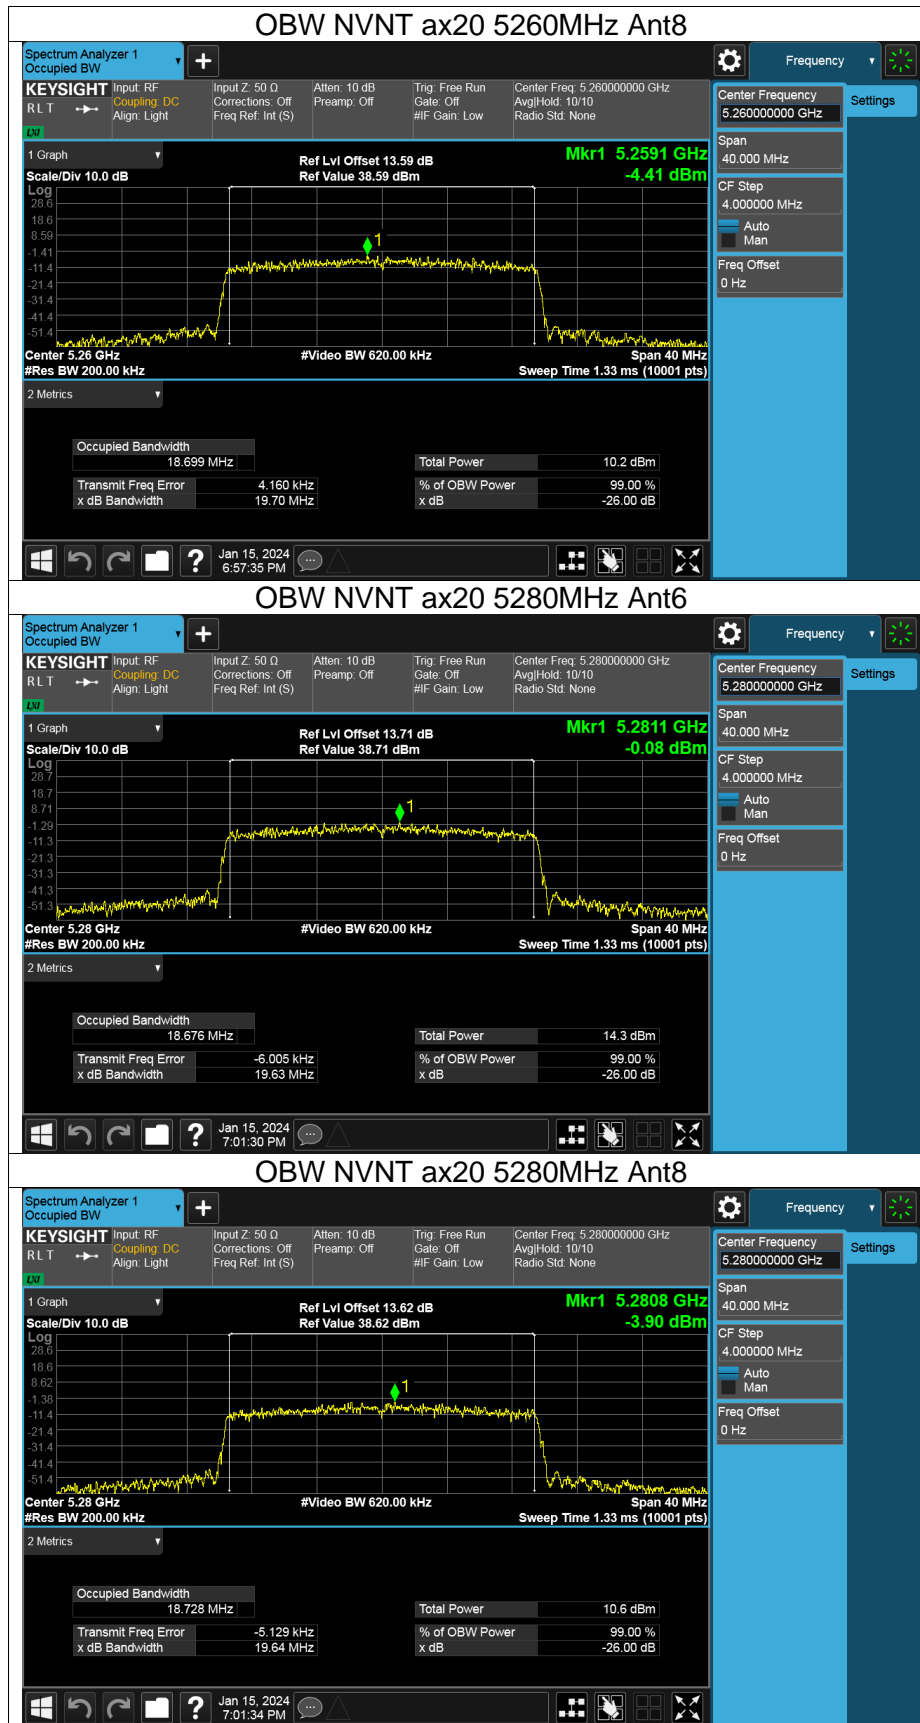 OBW NVNT ax20 5260MHz Ant8
Spectrum Analyzer 1
Occupied BW
+
Frequency
KEYSIGHT
RLT
LXI
Input: RF
Coupling: DC
Align: Light
Input Z: 50 Ω
Corrections: Off
Freq Ref: Int (S)
Atten: 10 dB
Preamp: Off
Trig: Free Run
Gate: Off
#IF Gain: Low
Center Freq: 5.260000000 GHz
Avg|Hold: 10/10
Radio Std: None
Center Frequency
5.260000000 GHz
Settings
Span
40.000 MHz
CF Step
4.000000 MHz
Auto
Man
Freq Offset
0 Hz
1 Graph
Scale/Div 10.0 dB
Ref Lvl Offset 13.59 dB
Ref Value 38.59 dBm
Mkr1 5.2591 GHz
-4.41 dBm
Log
28.6
18.6
8.59
-1.41
-11.4
-21.4
-31.4
-41.4
-51.4
1
Center 5.26 GHz
#Video BW 620.00 kHz
Span 40 MHz
#Res BW 200.00 kHz
Sweep Time 1.33 ms (10001 pts)
2 Metrics
Occupied Bandwidth
18.699 MHz
Total Power 10.2 dBm
Transmit Freq Error 4.160 kHz
% of OBW Power 99.00 %
x dB Bandwidth 19.70 MHz
x dB -26.00 dB
?
Jan 15, 2024
6:57:35 PM
OBW NVNT ax20 5280MHz Ant6
Spectrum Analyzer 1
Occupied BW
+
Frequency
KEYSIGHT
RLT
LXI
Input: RF
Coupling: DC
Align: Light
Input Z: 50 Ω
Corrections: Off
Freq Ref: Int (S)
Atten: 10 dB
Preamp: Off
Trig: Free Run
Gate: Off
#IF Gain: Low
Center Freq: 5.280000000 GHz
Avg|Hold: 10/10
Radio Std: None
Center Frequency
5.280000000 GHz
Settings
Span
40.000 MHz
CF Step
4.000000 MHz
Auto
Man
Freq Offset
0 Hz
1 Graph
Scale/Div 10.0 dB
Ref Lvl Offset 13.71 dB
Ref Value 38.71 dBm
Mkr1 5.2811 GHz
-0.08 dBm
Log
28.7
18.7
8.71
-1.29
-11.3
-21.3
-31.3
-41.3
-51.3
1
Center 5.28 GHz
#Video BW 620.00 kHz
Span 40 MHz
#Res BW 200.00 kHz
Sweep Time 1.33 ms (10001 pts)
2 Metrics
Occupied Bandwidth
18.676 MHz
Total Power 14.3 dBm
Transmit Freq Error -6.005 kHz
% of OBW Power 99.00 %
x dB Bandwidth 19.63 MHz
x dB -26.00 dB
?
Jan 15, 2024
7:01:30 PM
OBW NVNT ax20 5280MHz Ant8
Spectrum Analyzer 1
Occupied BW
+
Frequency
KEYSIGHT
RLT
LXI
Input: RF
Coupling: DC
Align: Light
Input Z: 50 Ω
Corrections: Off
Freq Ref: Int (S)
Atten: 10 dB
Preamp: Off
Trig: Free Run
Gate: Off
#IF Gain: Low
Center Freq: 5.280000000 GHz
Avg|Hold: 10/10
Radio Std: None
Center Frequency
5.280000000 GHz
Settings
Span
40.000 MHz
CF Step
4.000000 MHz
Auto
Man
Freq Offset
0 Hz
1 Graph
Scale/Div 10.0 dB
Ref Lvl Offset 13.62 dB
Ref Value 38.62 dBm
Mkr1 5.2808 GHz
-3.90 dBm
Log
28.6
18.6
8.62
-1.38
-11.4
-21.4
-31.4
-41.4
-51.4
1
Center 5.28 GHz
#Video BW 620.00 kHz
Span 40 MHz
#Res BW 200.00 kHz
Sweep Time 1.33 ms (10001 pts)
2 Metrics
Occupied Bandwidth
18.728 MHz
Total Power 10.6 dBm
Transmit Freq Error -5.129 kHz
% of OBW Power 99.00 %
x dB Bandwidth 19.64 MHz
x dB -26.00 dB
?
Jan 15, 2024
7:01:34 PM